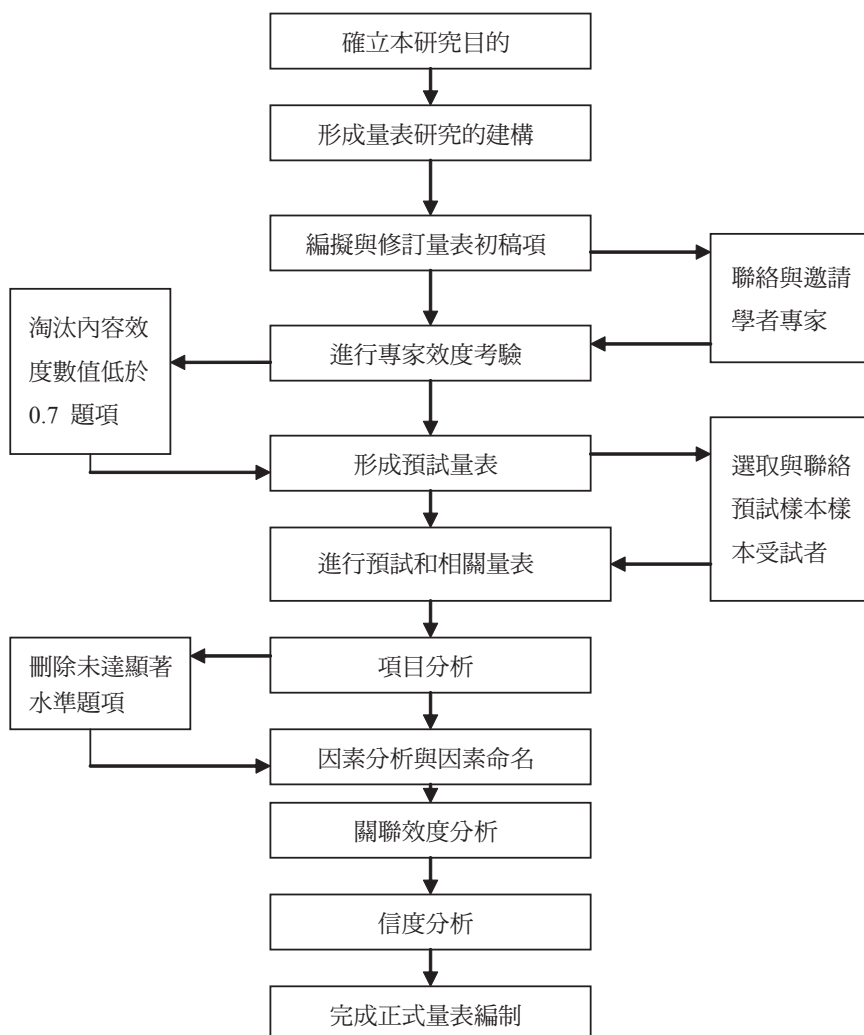 確立本研究目的
形成量表研究的建構
編擬與修訂量表初稿項
聯絡與邀請
學者專家
淘汰內容效
度數值低於
0.7 題項
進行專家效度考驗
形成預試量表
選取與聯絡
預試樣本樣
本受試者
進行預試和相關量表
項目分析
刪除未達顯著
水準題項
因素分析與因素命名
關聯效度分析
信度分析
完成正式量表編制